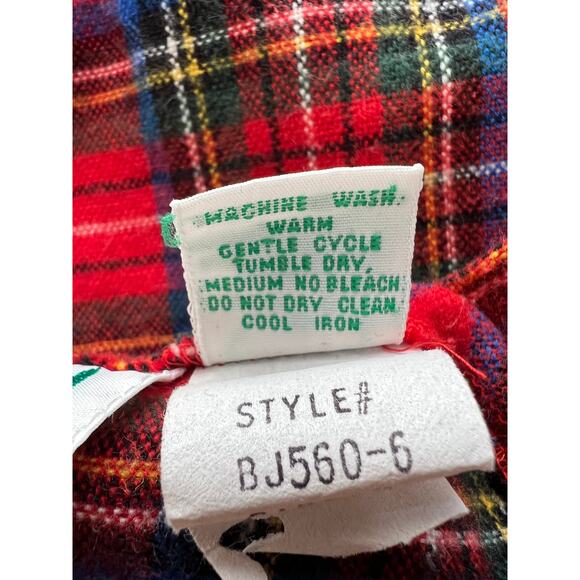 MACHINE WASH.
WARM
GENTLE CYCLE
TUMBLE DRY,
MEDIUM NO BLEACH
DO NOT DRY CLEAN
COOL IRON
STYLE#
BJ560-6